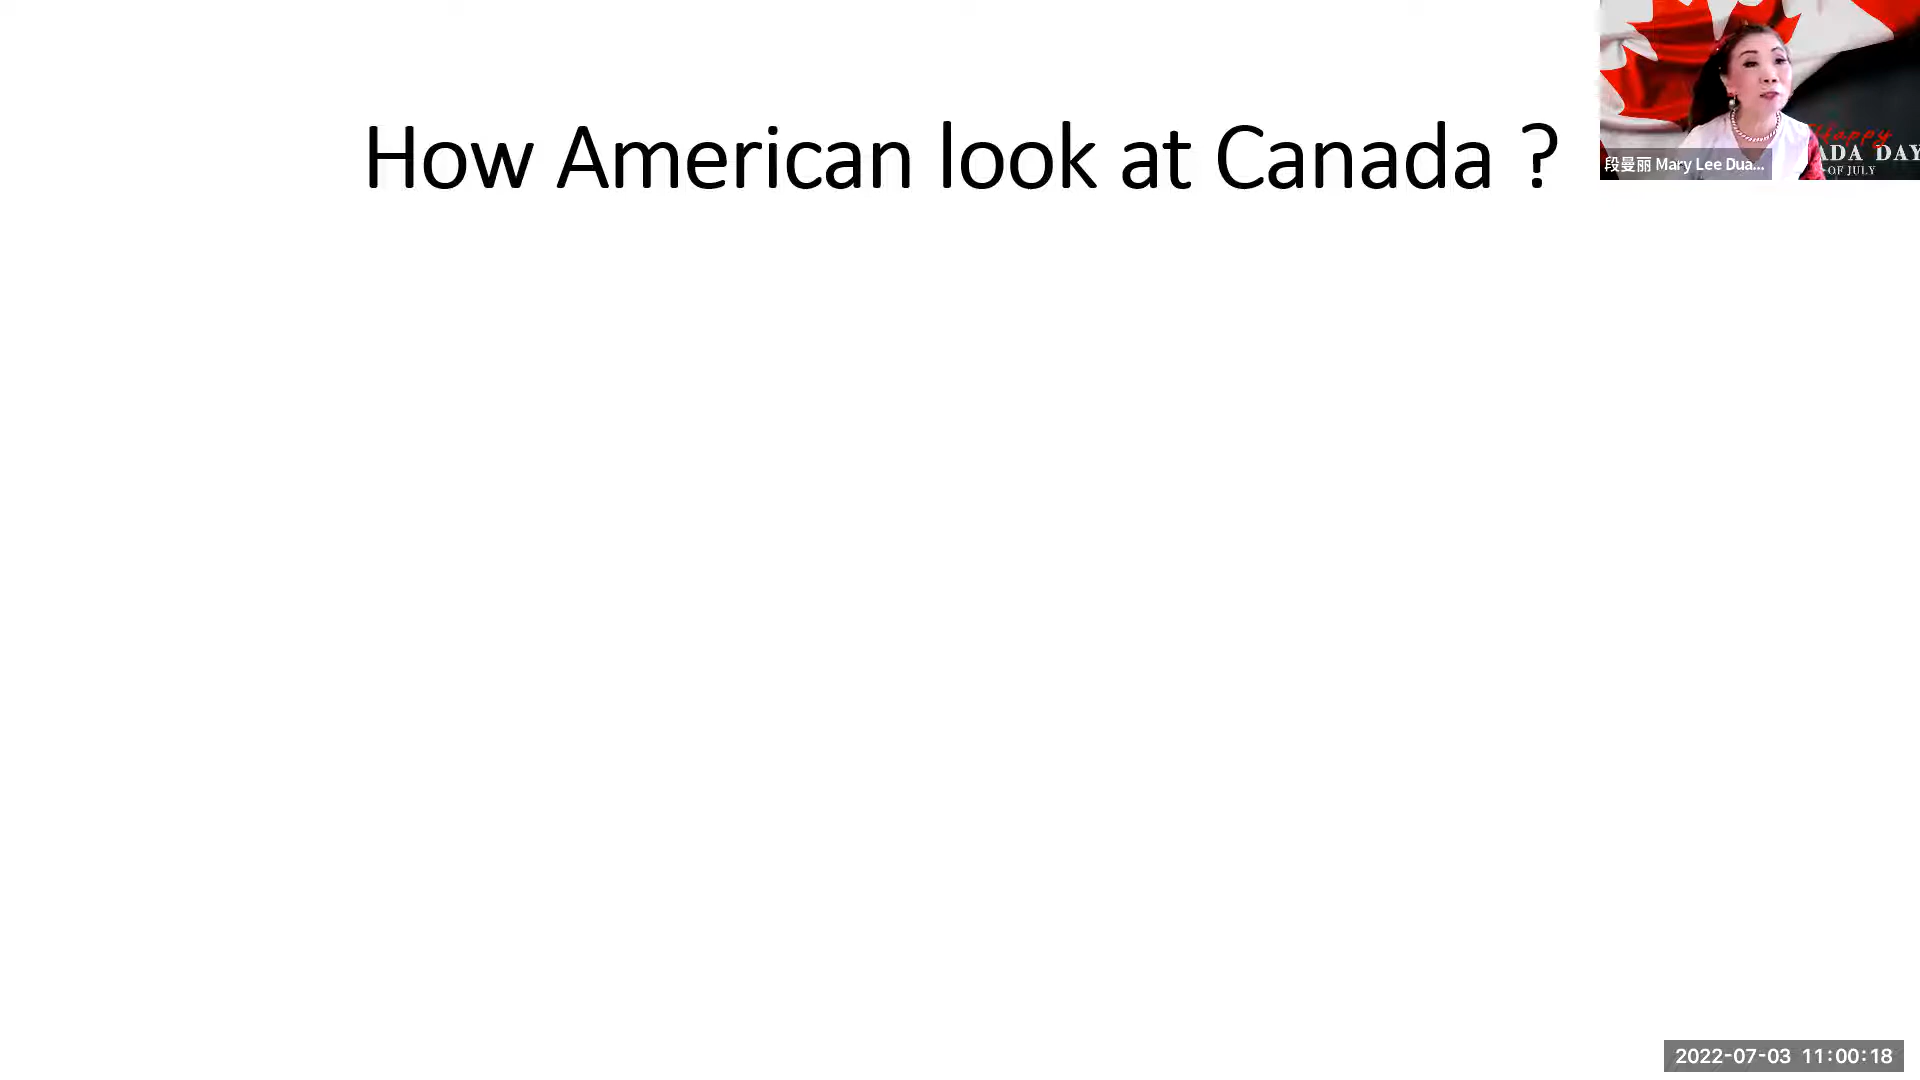 How American look at Canada ?
Happy
ADA DAY
OF JULY
段曼丽 Mary Lee Dua...
2022-07-03 11:00:18